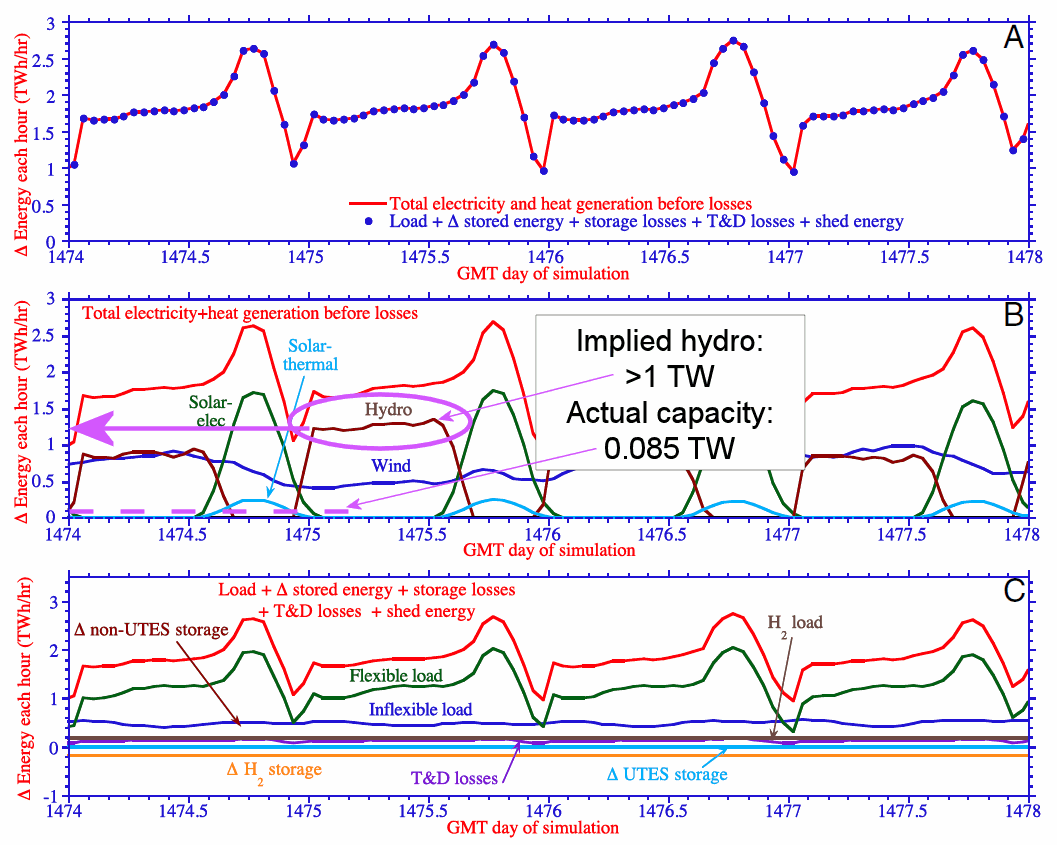 A
3
2.5
2
1.5
1
0.5
0
Δ Energy each hour (TWh/hr)
Total electricity and heat generation before losses
Load + Δ stored energy + storage losses + T&D losses + shed energy
1474 1474.5 1475 1475.5 1476 1476.5 1477 1477.5 1478
GMT day of simulation
B
3
2.5
2
1.5
1
0.5
0
Δ Energy each hour (TWh/hr)
Total electricity+heat generation before losses
Solar-
thermal
Solar-
elec
Hydro
Wind
Implied hydro:
>1 TW
Actual capacity:
0.085 TW
1474 1474.5 1475 1475.5 1476 1476.5 1477 1477.5 1478
GMT day of simulation
C
3
2
1
0
-1
Δ Energy each hour (TWh/hr)
Load + Δ stored energy + storage losses
+ T&D losses + shed energy
Δ non-UTES storage
H2 load
Flexible load
Inflexible load
Δ H2 storage
T&D losses
Δ UTES storage
1474 1474.5 1475 1475.5 1476 1476.5 1477 1477.5 1478
GMT day of simulation